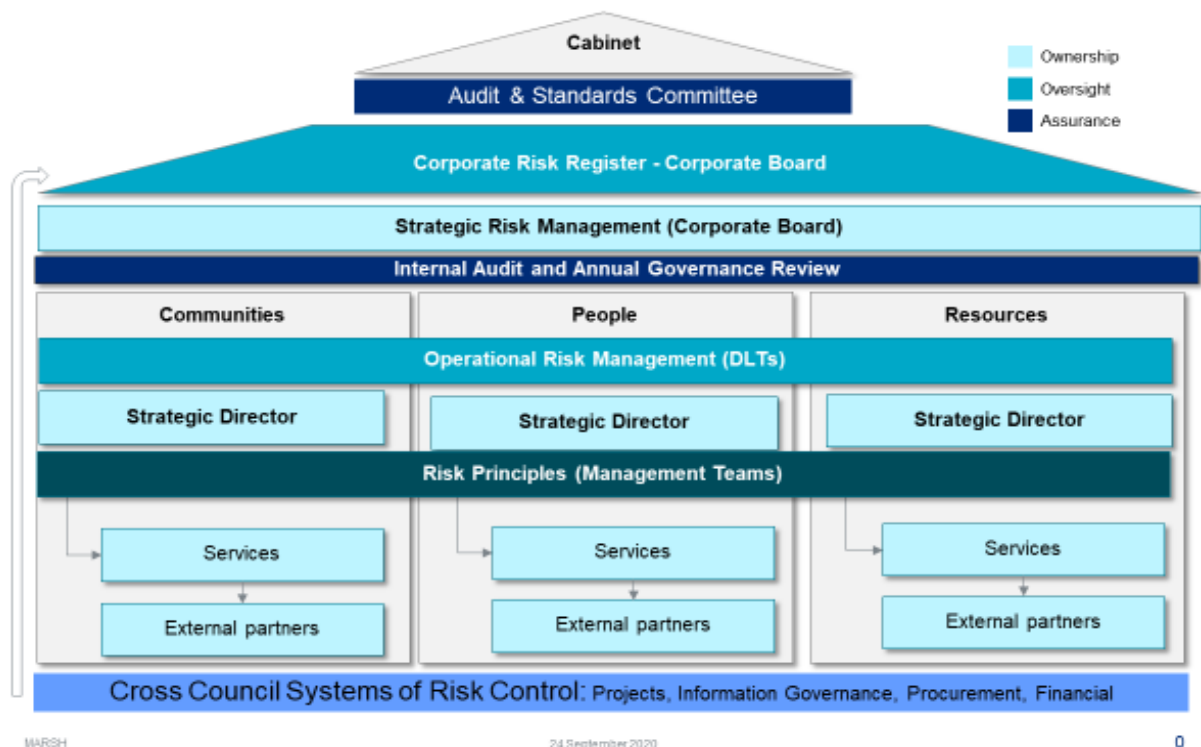 Cabinet
Audit & Standards Committee
Ownership
Oversight
Assurance
Corporate Risk Register - Corporate Board
Strategic Risk Management (Corporate Board)
Internal Audit and Annual Governance Review
Communities
People
Resources
Operational Risk Management (DLTs)
Strategic Director
Strategic Director
Strategic Director
Risk Principles (Management Teams)
Services
Services
Services
External partners
External partners
External partners
Cross Council Systems of Risk Control: Projects, Information Governance, Procurement, Financial
MARSH
24 September 2020
0